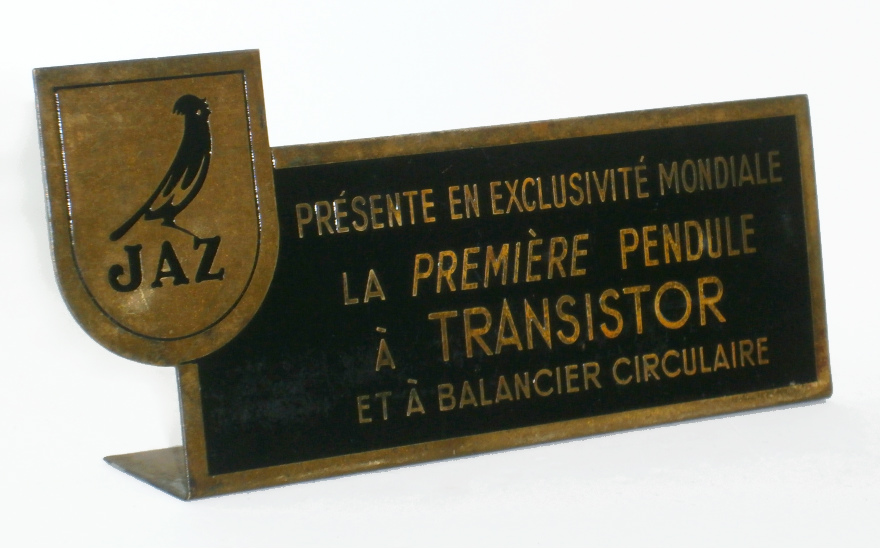 JAZ
PRÉSENTE EN EXCLUSIVITÉ MONDIALE
LA PREMIÈRE PENDULE
À TRANSISTOR
ET À BALANCIER CIRCULAIRE